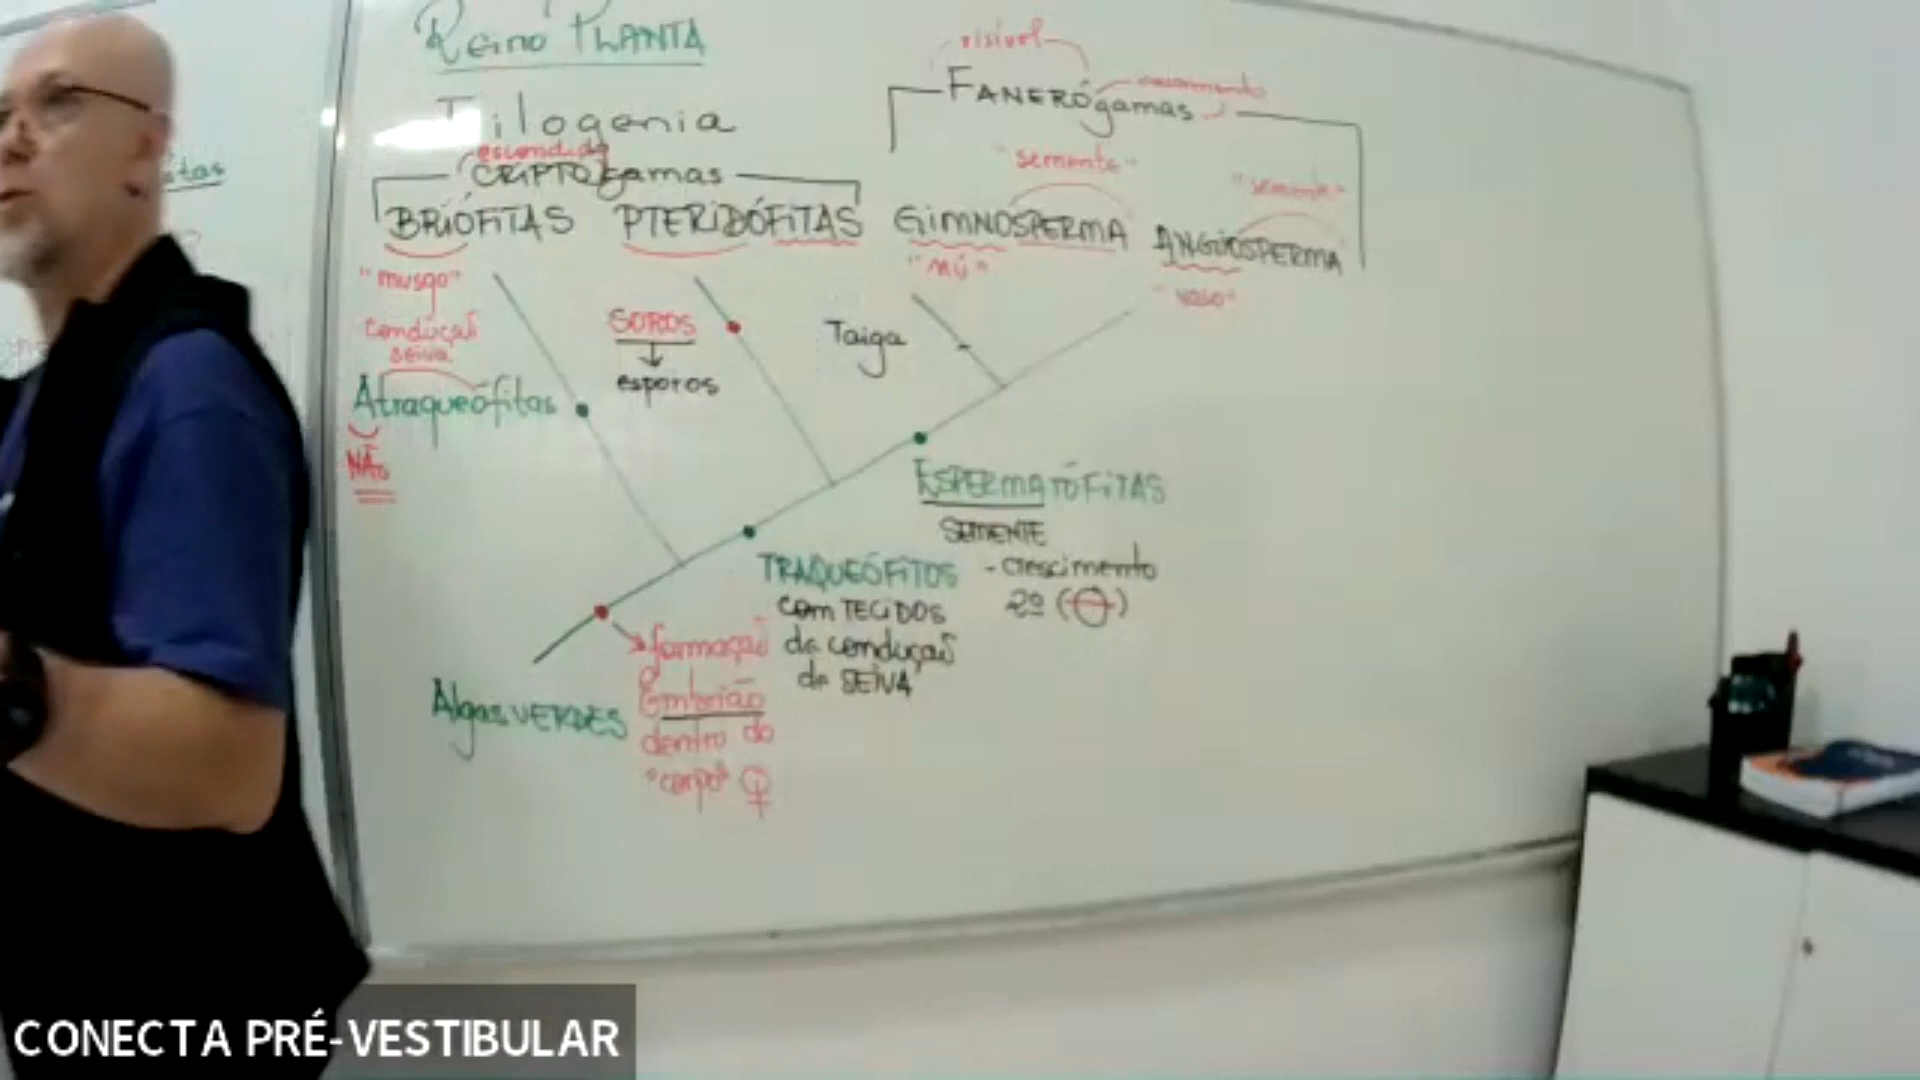 Reino PLANTA
Filogenia
escondido
CRIPTOgamas
visível
casamento
FANERÓgamas
BRIÓFITAS
PTERIDÓFITAS
"semente"
GIMNOSPERMA
"semente"
ANGIOSPERMA
"musgo"
"nú"
"vaso"
condução
seiva
Atraqueófitas
NÃO
SOROS
esporos
Taiga
ESPERMATÓFITAS
SEMENTE
- crescimento
2º
TRAQUEÓFITOS
com TECIDOS
de condução
de SEIVA
Algas VERDES
formação
Embrião
dentro do
"corpo" ♀
CONECTA PRÉ-VESTIBULAR